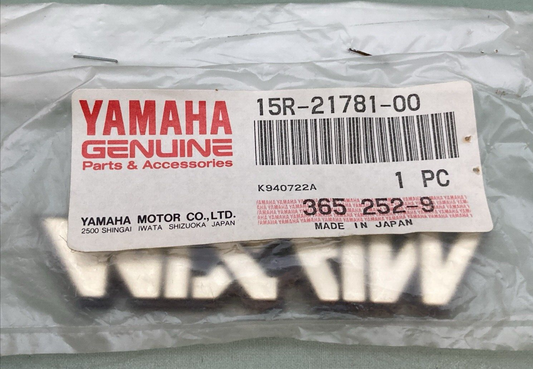 YAMAHA
GENUINE
Parts & Accessories
15R-21781-00
K940722A
1 PC
365 252-9
YAMAHA MOTOR CO.,LTD.
2500 SHINGAI IWATA SHIZUOKA JAPAN
MADE IN JAPAN